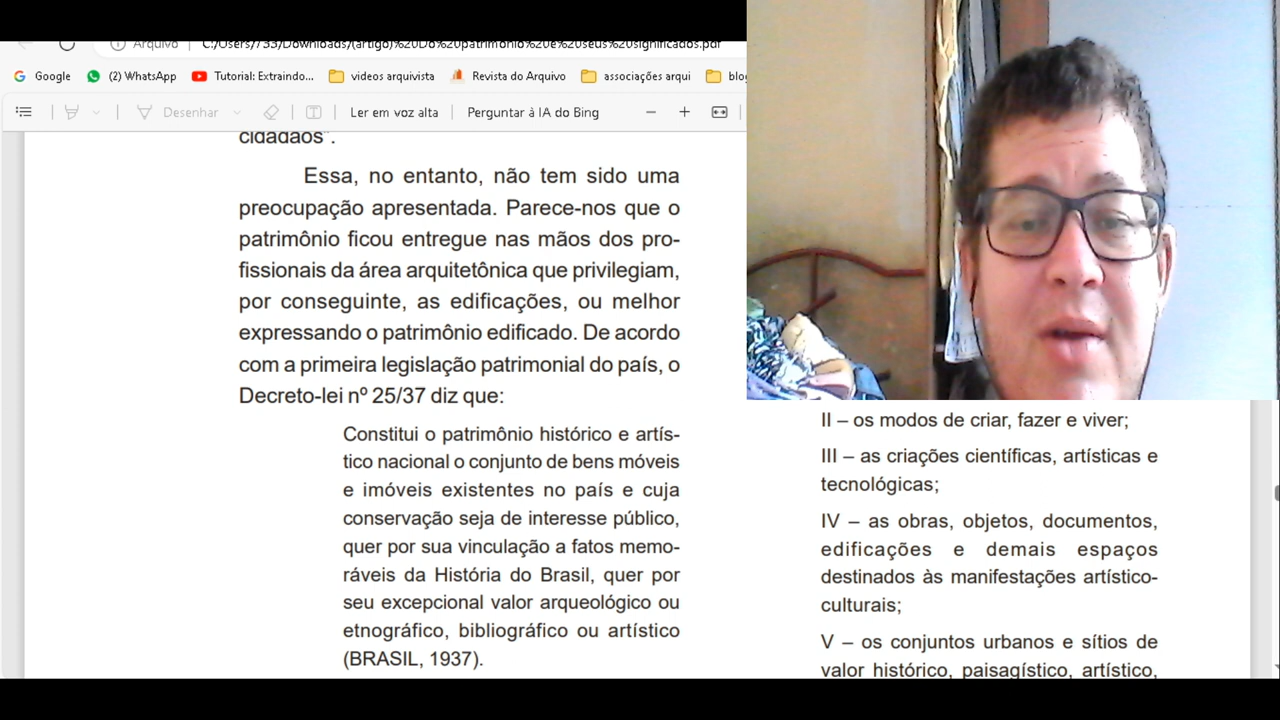 Arquivo C:/Users/733/Downloads/(artigo)%20Do%20patrimonio%20e%20seus%20significados.pdf
Google (2) WhatsApp Tutorial: Extraindo... videos arquivista Revista do Arquivo associações arqui blog
Desenhar Ler em voz alta Perguntar à IA do Bing
cidadãos".
Essa, no entanto, não tem sido uma
preocupação apresentada. Parece-nos que o
patrimônio ficou entregue nas mãos dos pro-
fissionais da área arquitetônica que privilegiam,
por conseguinte, as edificações, ou melhor
expressando o patrimônio edificado. De acordo
com a primeira legislação patrimonial do país, o
Decreto-lei nº 25/37 diz que:
Constitui o patrimônio histórico e artís-
tico nacional o conjunto de bens móveis
e imóveis existentes no país e cuja
conservação seja de interesse público,
quer por sua vinculação a fatos memo-
ráveis da História do Brasil, quer por
seu excepcional valor arqueológico ou
etnográfico, bibliográfico ou artístico
(BRASIL, 1937).
II – os modos de criar, fazer e viver;
III – as criações científicas, artísticas e
tecnológicas;
IV – as obras, objetos, documentos,
edificações e demais espaços
destinados às manifestações artístico-
culturais;
V – os conjuntos urbanos e sítios de
valor histórico, paisagístico, artístico,